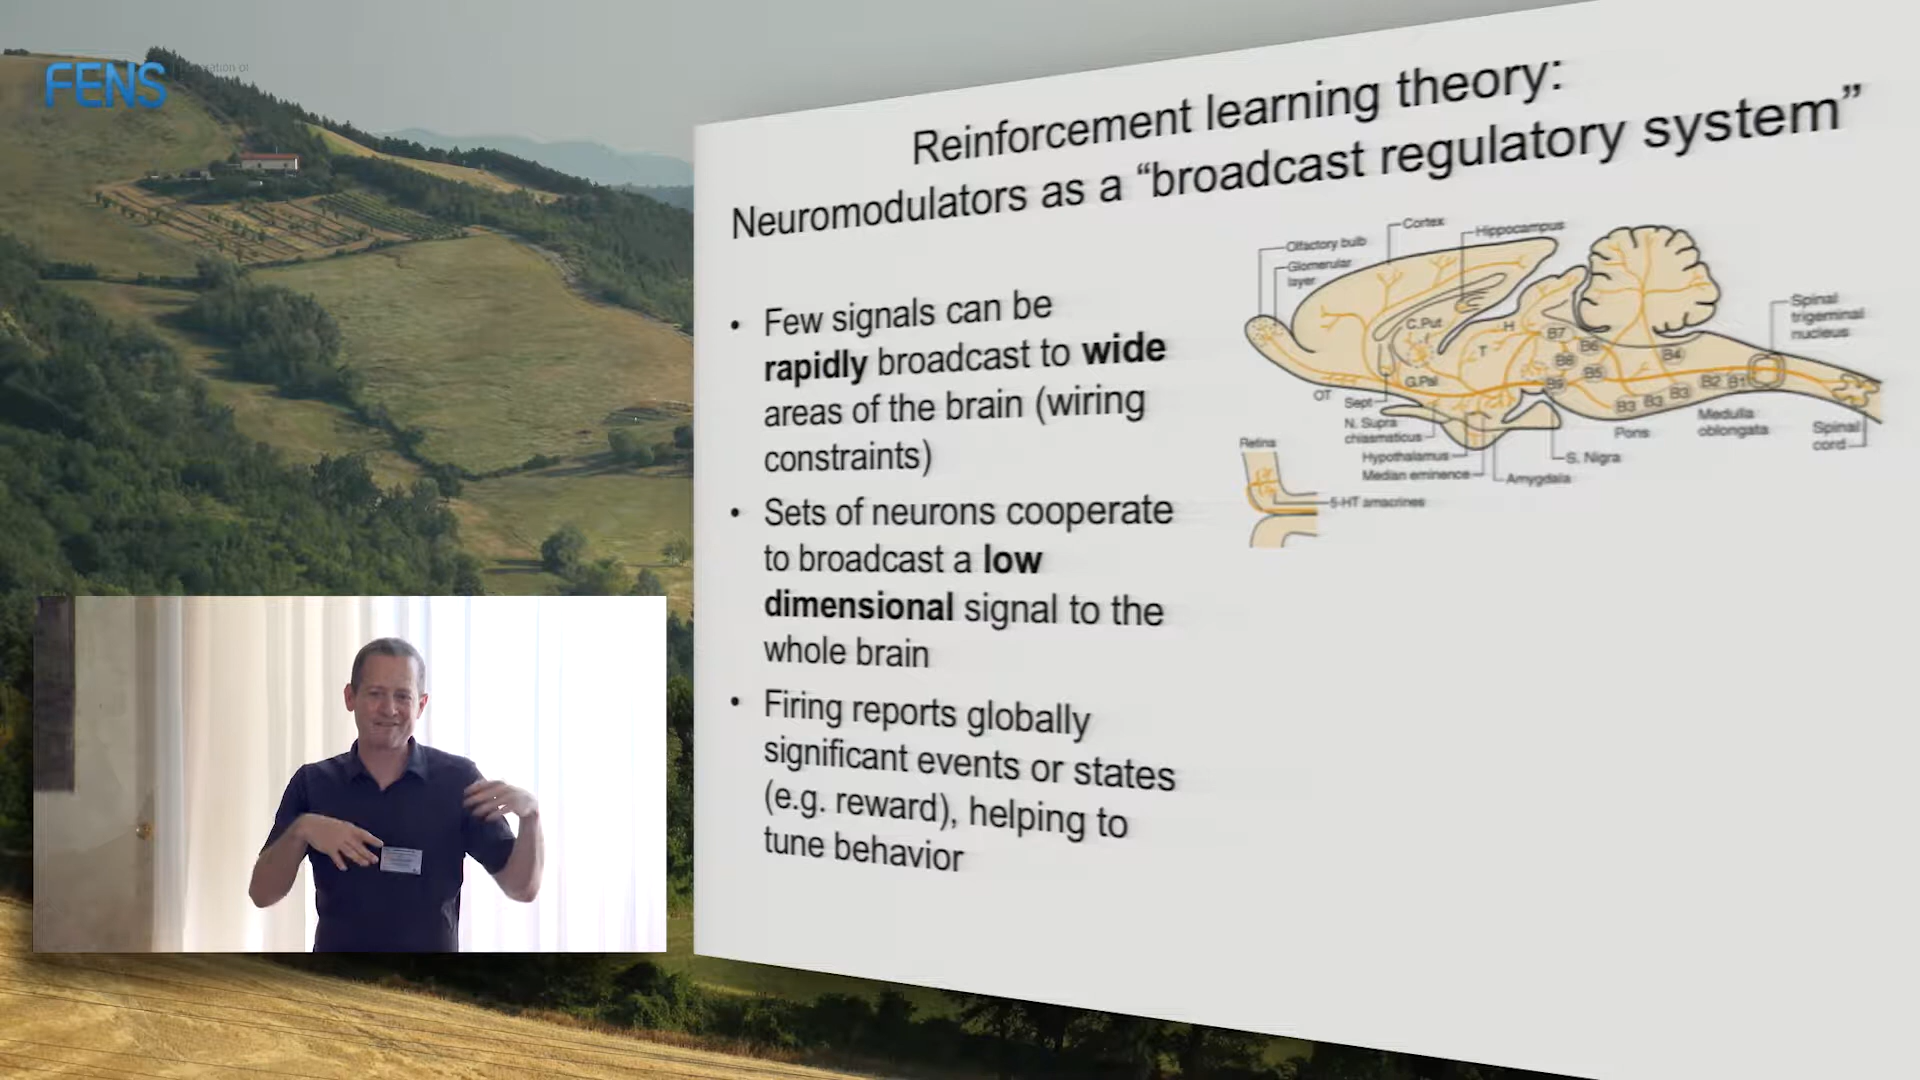 FENS
Reinforcement learning theory:
Neuromodulators as a “broadcast regulatory system”
• Few signals can be
rapidly broadcast to wide
areas of the brain (wiring
constraints)
• Sets of neurons cooperate
to broadcast a low
dimensional signal to the
whole brain
• Firing reports globally
significant events or states
(e.g. reward), helping to
tune behavior
Cortex
Hippocampus
Olfactory bulb
Glomerular
layer
Spinal
trigeminal
nucleus
C.Put
H
T
B7
B6
B8
B5
B9
B4
B3 B3 B3 B2 B1
G.Pal
OT
Sept
N. Supra
chiasmaticus
Hypothalamus
Median eminence
Amygdala
S. Nigra
Pons
Medulla
oblongata
Spinal
cord
Retina
5-HT amacrines